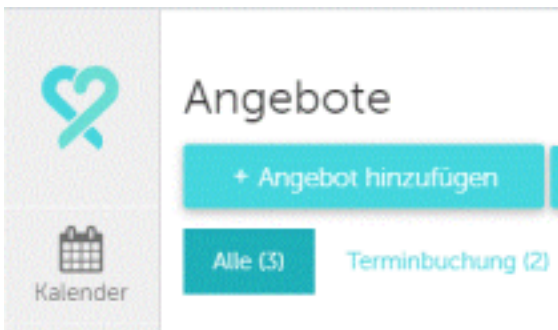 Angebote
+ Angebot hinzufügen
Alle (3) Terminbuchung (2)
Kalender